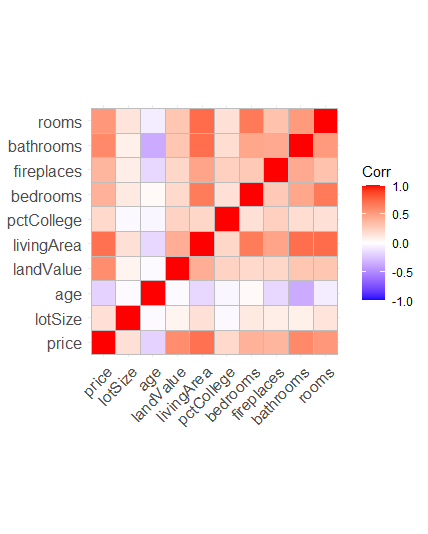 rooms
bathrooms
fireplaces
bedrooms
pctCollege
livingArea
landValue
age
lotSize
price
price
lotSize
age
landValue
livingArea
pctCollege
bedrooms
fireplaces
bathrooms
rooms
Corr
1.0
0.5
0.0
-0.5
-1.0